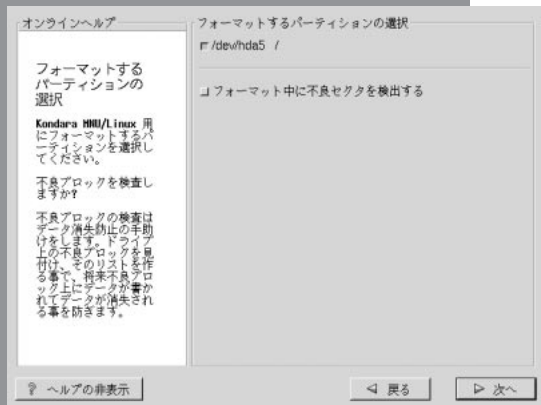 オンラインヘルプ
フォーマットする
パーティションの
選択
Kondara MNU/Linux 用
にフォーマットするパ
ーティションを選択し
てください。
不良ブロックを検査し
ますか?
不良ブロックの検査は
データ消失防止の手助
けをします。ドライブ
上の不良ブロックを見
付け、そのリストを作
る事で、将来不良ブロ
ック上にデータが書か
れてデータが消失され
る事を防ぎます。
フォーマットするパーティションの選択
/dev/hda5 /
フォーマット中に不良セクタを検出する
? ヘルプの非表示
戻る
次へ